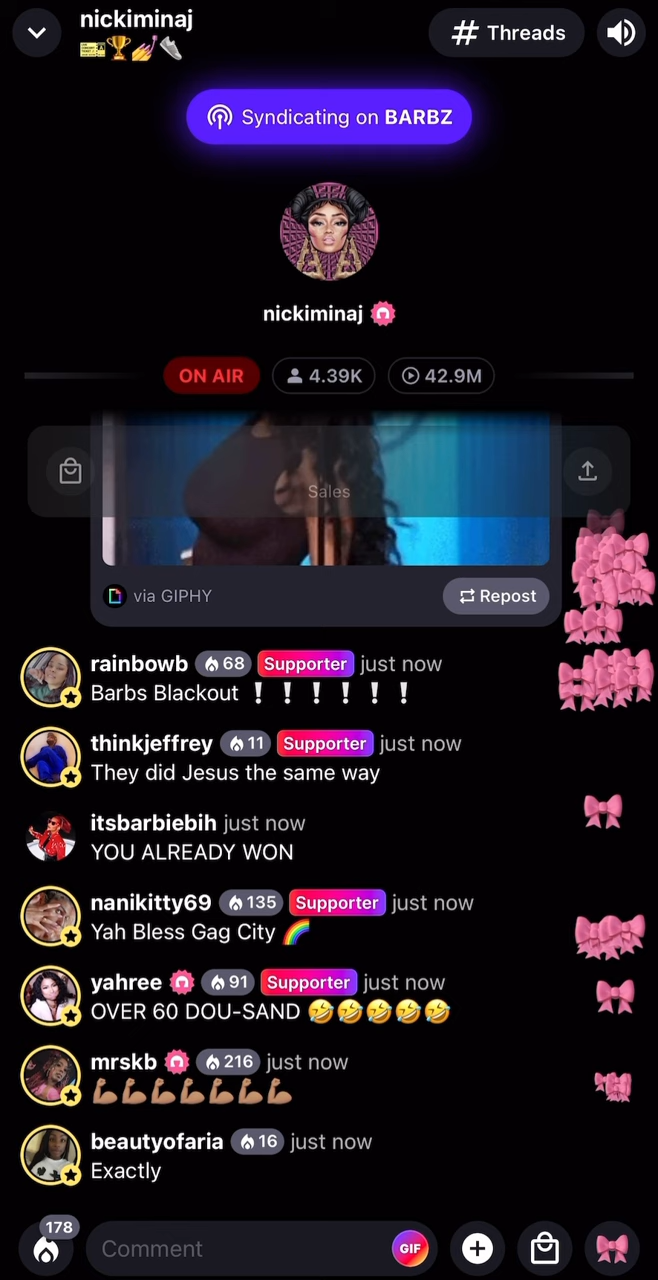 nickiminaj
🎫🏆💅👟
# Threads
Syndicating on BARBZ
nickiminaj
ON AIR
4.39K
42.9M
Sales
via GIPHY
Repost
rainbowb 68 Supporter just now
Barbs Blackout ❕❕❕❕❕❕
thinkjeffrey 11 Supporter just now
They did Jesus the same way
itsbarbiebih just now
YOU ALREADY WON
nanikitty69 135 Supporter just now
Yah Bless Gag City 🌈
yahree 91 Supporter just now
OVER 60 DOU-SAND 🤣🤣🤣🤣🤣
mrskb 216 just now
💪🏽💪🏽💪🏽💪🏽💪🏽💪🏽💪🏽
beautyofaria 16 just now
Exactly
178
Comment
GIF